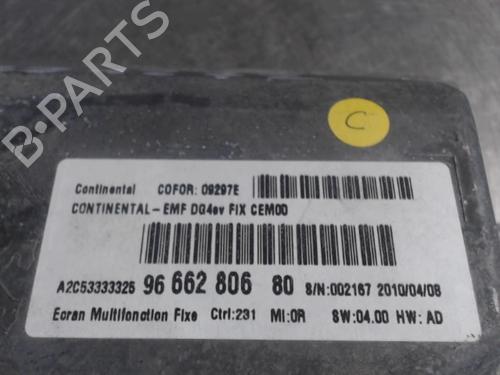 C
Continental COFOR: 09297E
CONTINENTAL-EMF DG4ev FIX CEM00
A2C53333326 96 662 806 80 S/N:002167 2010/04/08
Ecran Multifonction Fixe Ctrl:231 MI:0R SW:04.00 HW: AD
B-PARTS